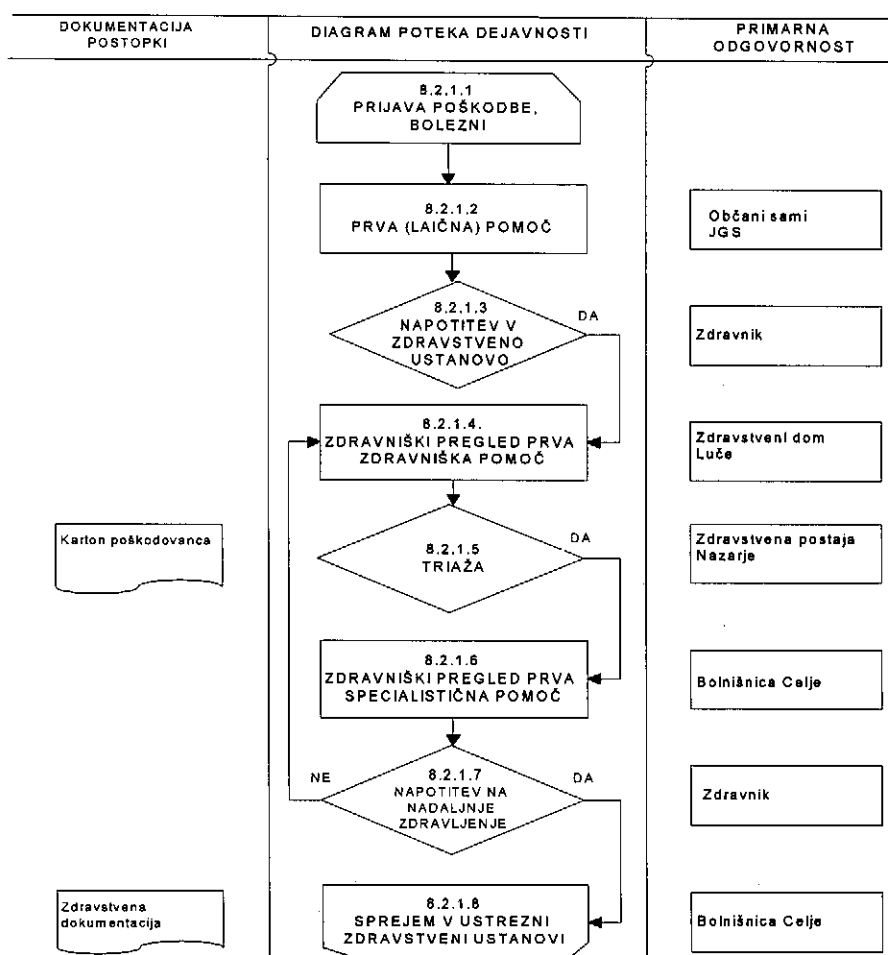 DOKUMENTACIJA
POSTOPKI
DIAGRAM POTEKA DEJAVNOSTI
PRIMARNA
ODGOVORNOST
8.2.1.1
PRIJAVA POŠKODBE,
BOLEZNI
8.2.1.2
PRVA (LAIČNA) POMOČ
Občani sami
JGS
8.2.1.3
NAPOTITEV V
ZDRAVSTVENO
USTANOVO
DA
Zdravnik
8.2.1.4.
ZDRAVNIŠKI PREGLED PRVA
ZDRAVNIŠKA POMOČ
Zdravstveni dom
Luče
Karton poškodovanca
8.2.1.5
TRIAŽA
DA
Zdravstvena postaja
Nazarje
8.2.1.6
ZDRAVNIŠKI PREGLED PRVA
SPECIALISTIČNA POMOČ
Bolnišnica Celje
NE
8.2.1.7
NAPOTITEV NA
NADALJNJE
ZDRAVLJENJE
DA
Zdravnik
Zdravstvena
dokumentacija
8.2.1.8
SPREJEM V USTREZNI
ZDRAVSTVENI USTANOVI
Bolnišnica Celje